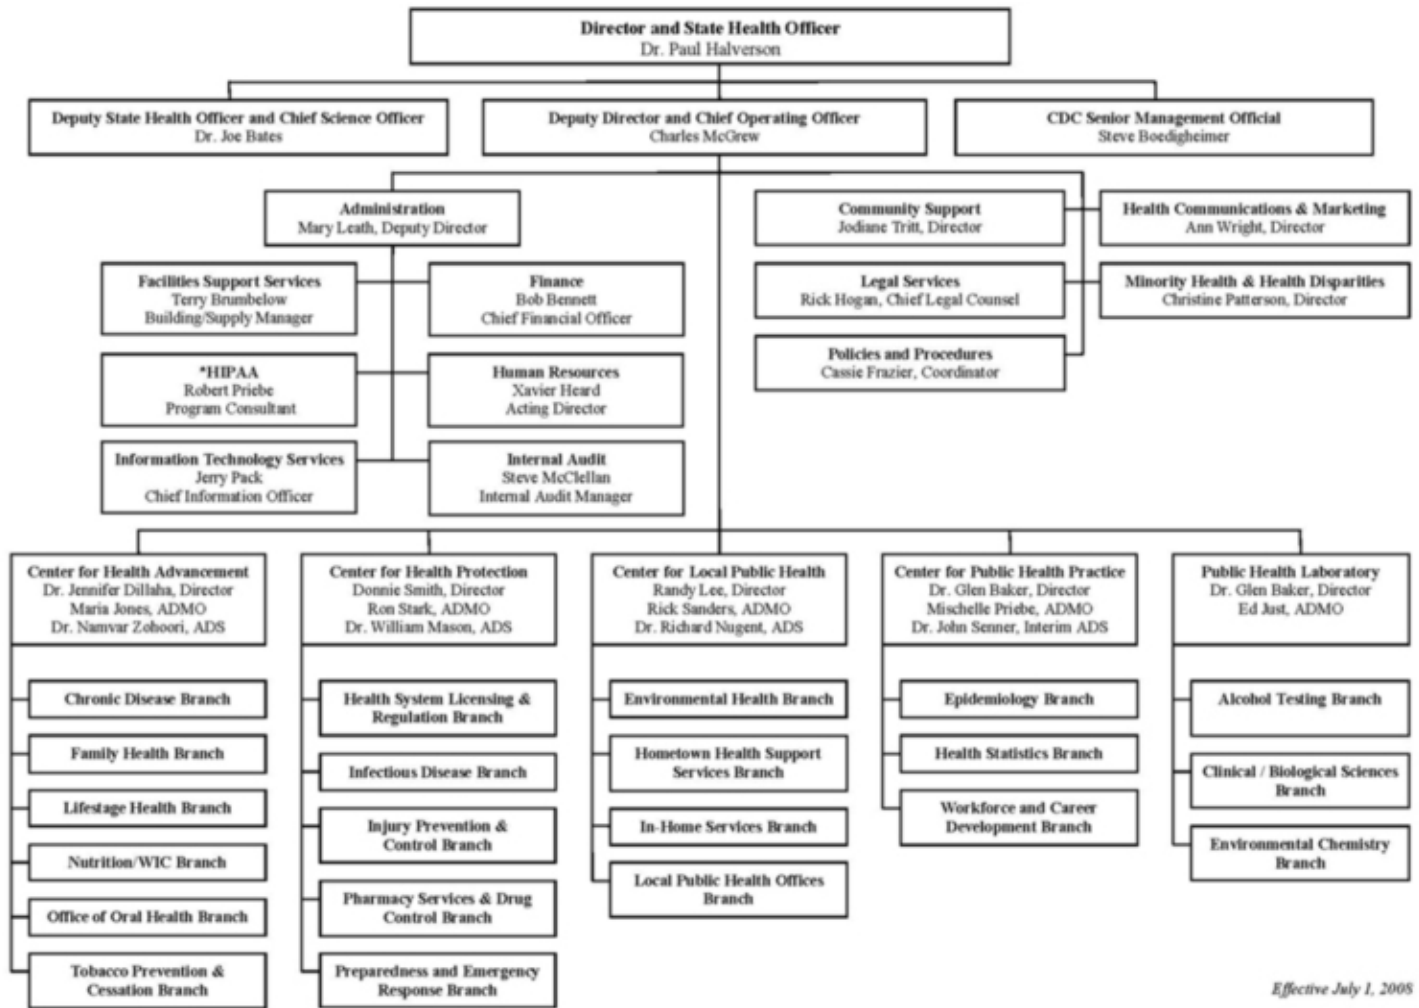 Director and State Health Officer
Dr. Paul Halverson
Deputy State Health Officer and Chief Science Officer
Dr. Joe Bates
Deputy Director and Chief Operating Officer
Charles McGrew
CDC Senior Management Official
Steve Boedigheimer
Administration
Mary Leath, Deputy Director
Community Support
Jodiane Tritt, Director
Health Communications & Marketing
Ann Wright, Director
Facilities Support Services
Terry Brumbelow
Building/Supply Manager
Finance
Bob Bennett
Chief Financial Officer
Legal Services
Rick Hogan, Chief Legal Counsel
Minority Health & Health Disparities
Christine Patterson, Director
*HIPAA
Robert Priebe
Program Consultant
Human Resources
Xavier Heard
Acting Director
Policies and Procedures
Cassie Frazier, Coordinator
Information Technology Services
Jerry Pack
Chief Information Officer
Internal Audit
Steve McClellan
Internal Audit Manager
Center for Health Advancement
Dr. Jennifer Dillaha, Director
Maria Jones, ADMO
Dr. Namvar Zohoori, ADS
Chronic Disease Branch
Family Health Branch
Lifestage Health Branch
Nutrition/WIC Branch
Office of Oral Health Branch
Tobacco Prevention &
Cessation Branch
Center for Health Protection
Donnie Smith, Director
Ron Stark, ADMO
Dr. William Mason, ADS
Health System Licensing &
Regulation Branch
Infectious Disease Branch
Injury Prevention &
Control Branch
Pharmacy Services & Drug
Control Branch
Preparedness and Emergency
Response Branch
Center for Local Public Health
Randy Lee, Director
Rick Sanders, ADMO
Dr. Richard Nugent, ADS
Environmental Health Branch
Hometown Health Support
Services Branch
In-Home Services Branch
Local Public Health Offices
Branch
Center for Public Health Practice
Dr. Glen Baker, Director
Mischelle Priebe, ADMO
Dr. John Senner, Interim ADS
Epidemiology Branch
Health Statistics Branch
Workforce and Career
Development Branch
Public Health Laboratory
Dr. Glen Baker, Director
Ed Just, ADMO
Alcohol Testing Branch
Clinical / Biological Sciences
Branch
Environmental Chemistry
Branch
Effective July 1, 2008